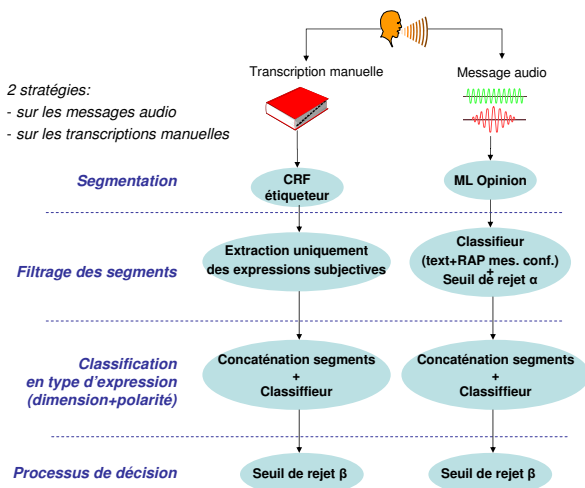 Transcription manuelle
Message audio
2 stratégies:
- sur les messages audio
- sur les transcriptions manuelles
Segmentation
CRF
étiqueteur
ML Opinion
Filtrage des segments
Extraction uniquement
des expressions subjectives
Classifieur
(text+RAP mes. conf.)
+
Seuil de rejet α
Classification
en type d'expression
(dimension+polarité)
Concaténation segments
+
Classiffieur
Concaténation segments
+
Classiffieur
Processus de décision
Seuil de rejet β
Seuil de rejet β